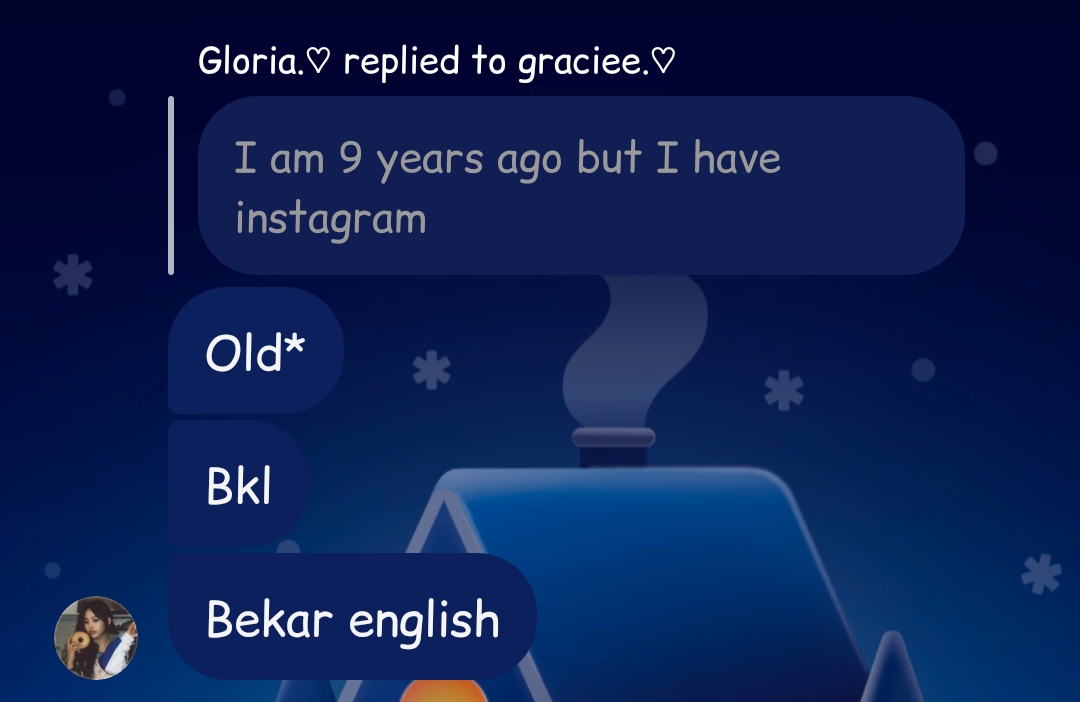 Gloria.♡ replied to graciee.♡
I am 9 years ago but I have
instagram
Old*
Bkl
Bekar english